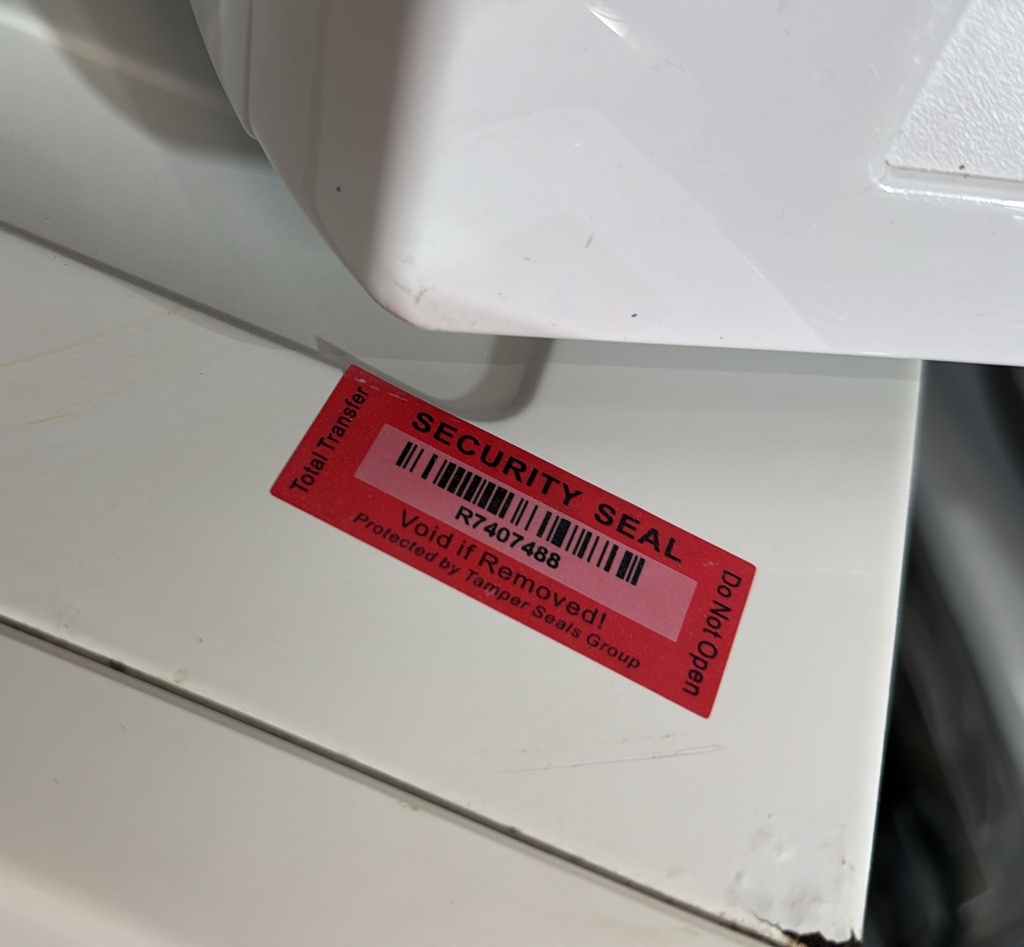 Total Transfer
SECURITY SEAL
R7407488
Void if Removed!
Protected by Tamper Seals Group
Do Not Open